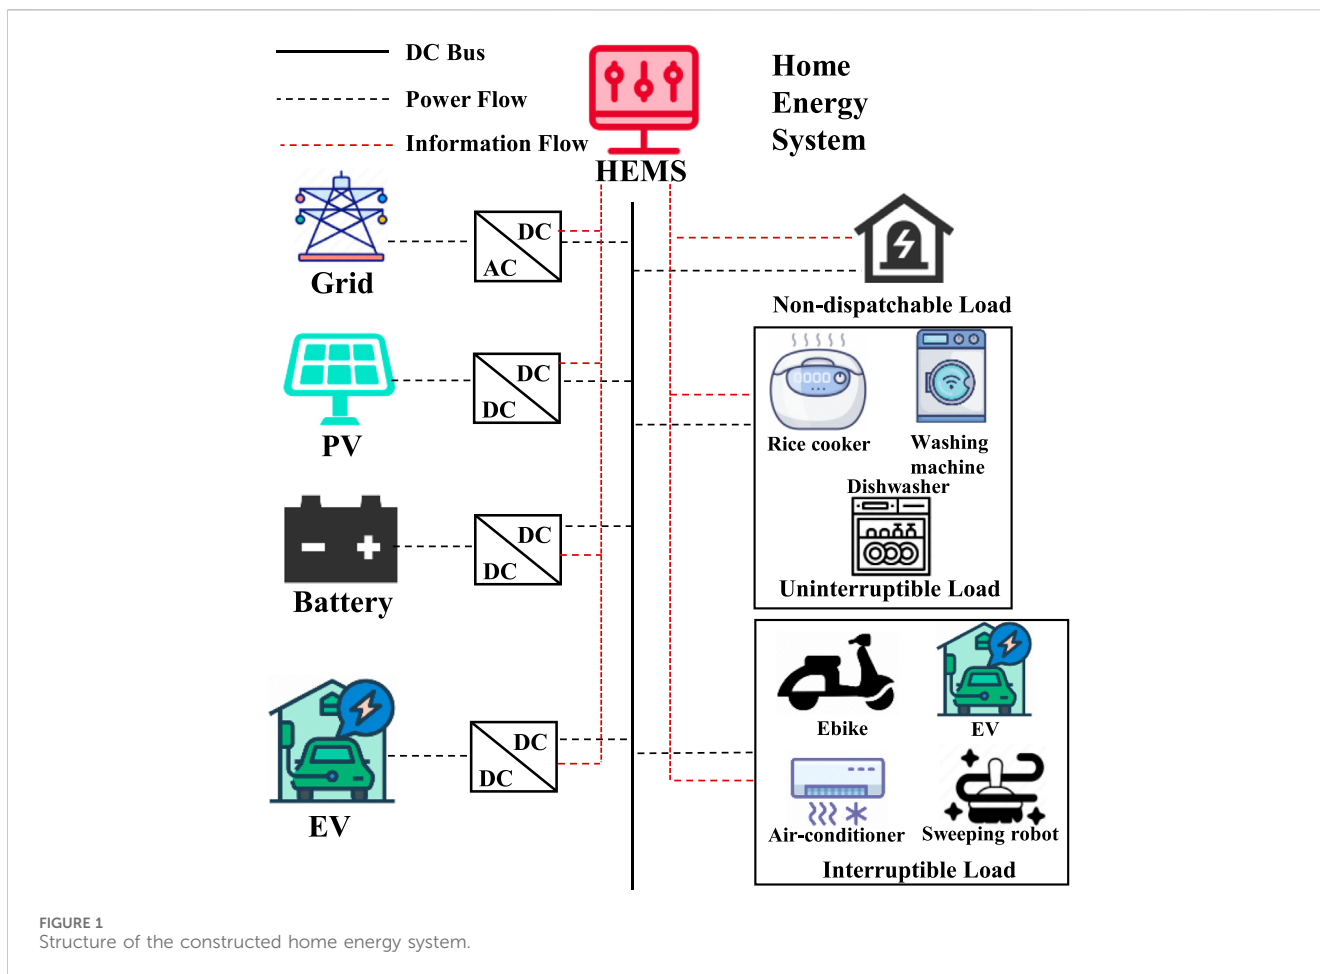 DC Bus
Power Flow
Information Flow
HEMS
Home
Energy
System
Grid
DC
AC
Non-dispatchable Load
PV
DC
DC
0000
Rice cooker
Washing
machine
Dishwasher
Uninterruptible Load
Battery
DC
DC
EV
DC
DC
Ebike
EV
Air-conditioner
Sweeping robot
Interruptible Load
FIGURE 1
Structure of the constructed home energy system.